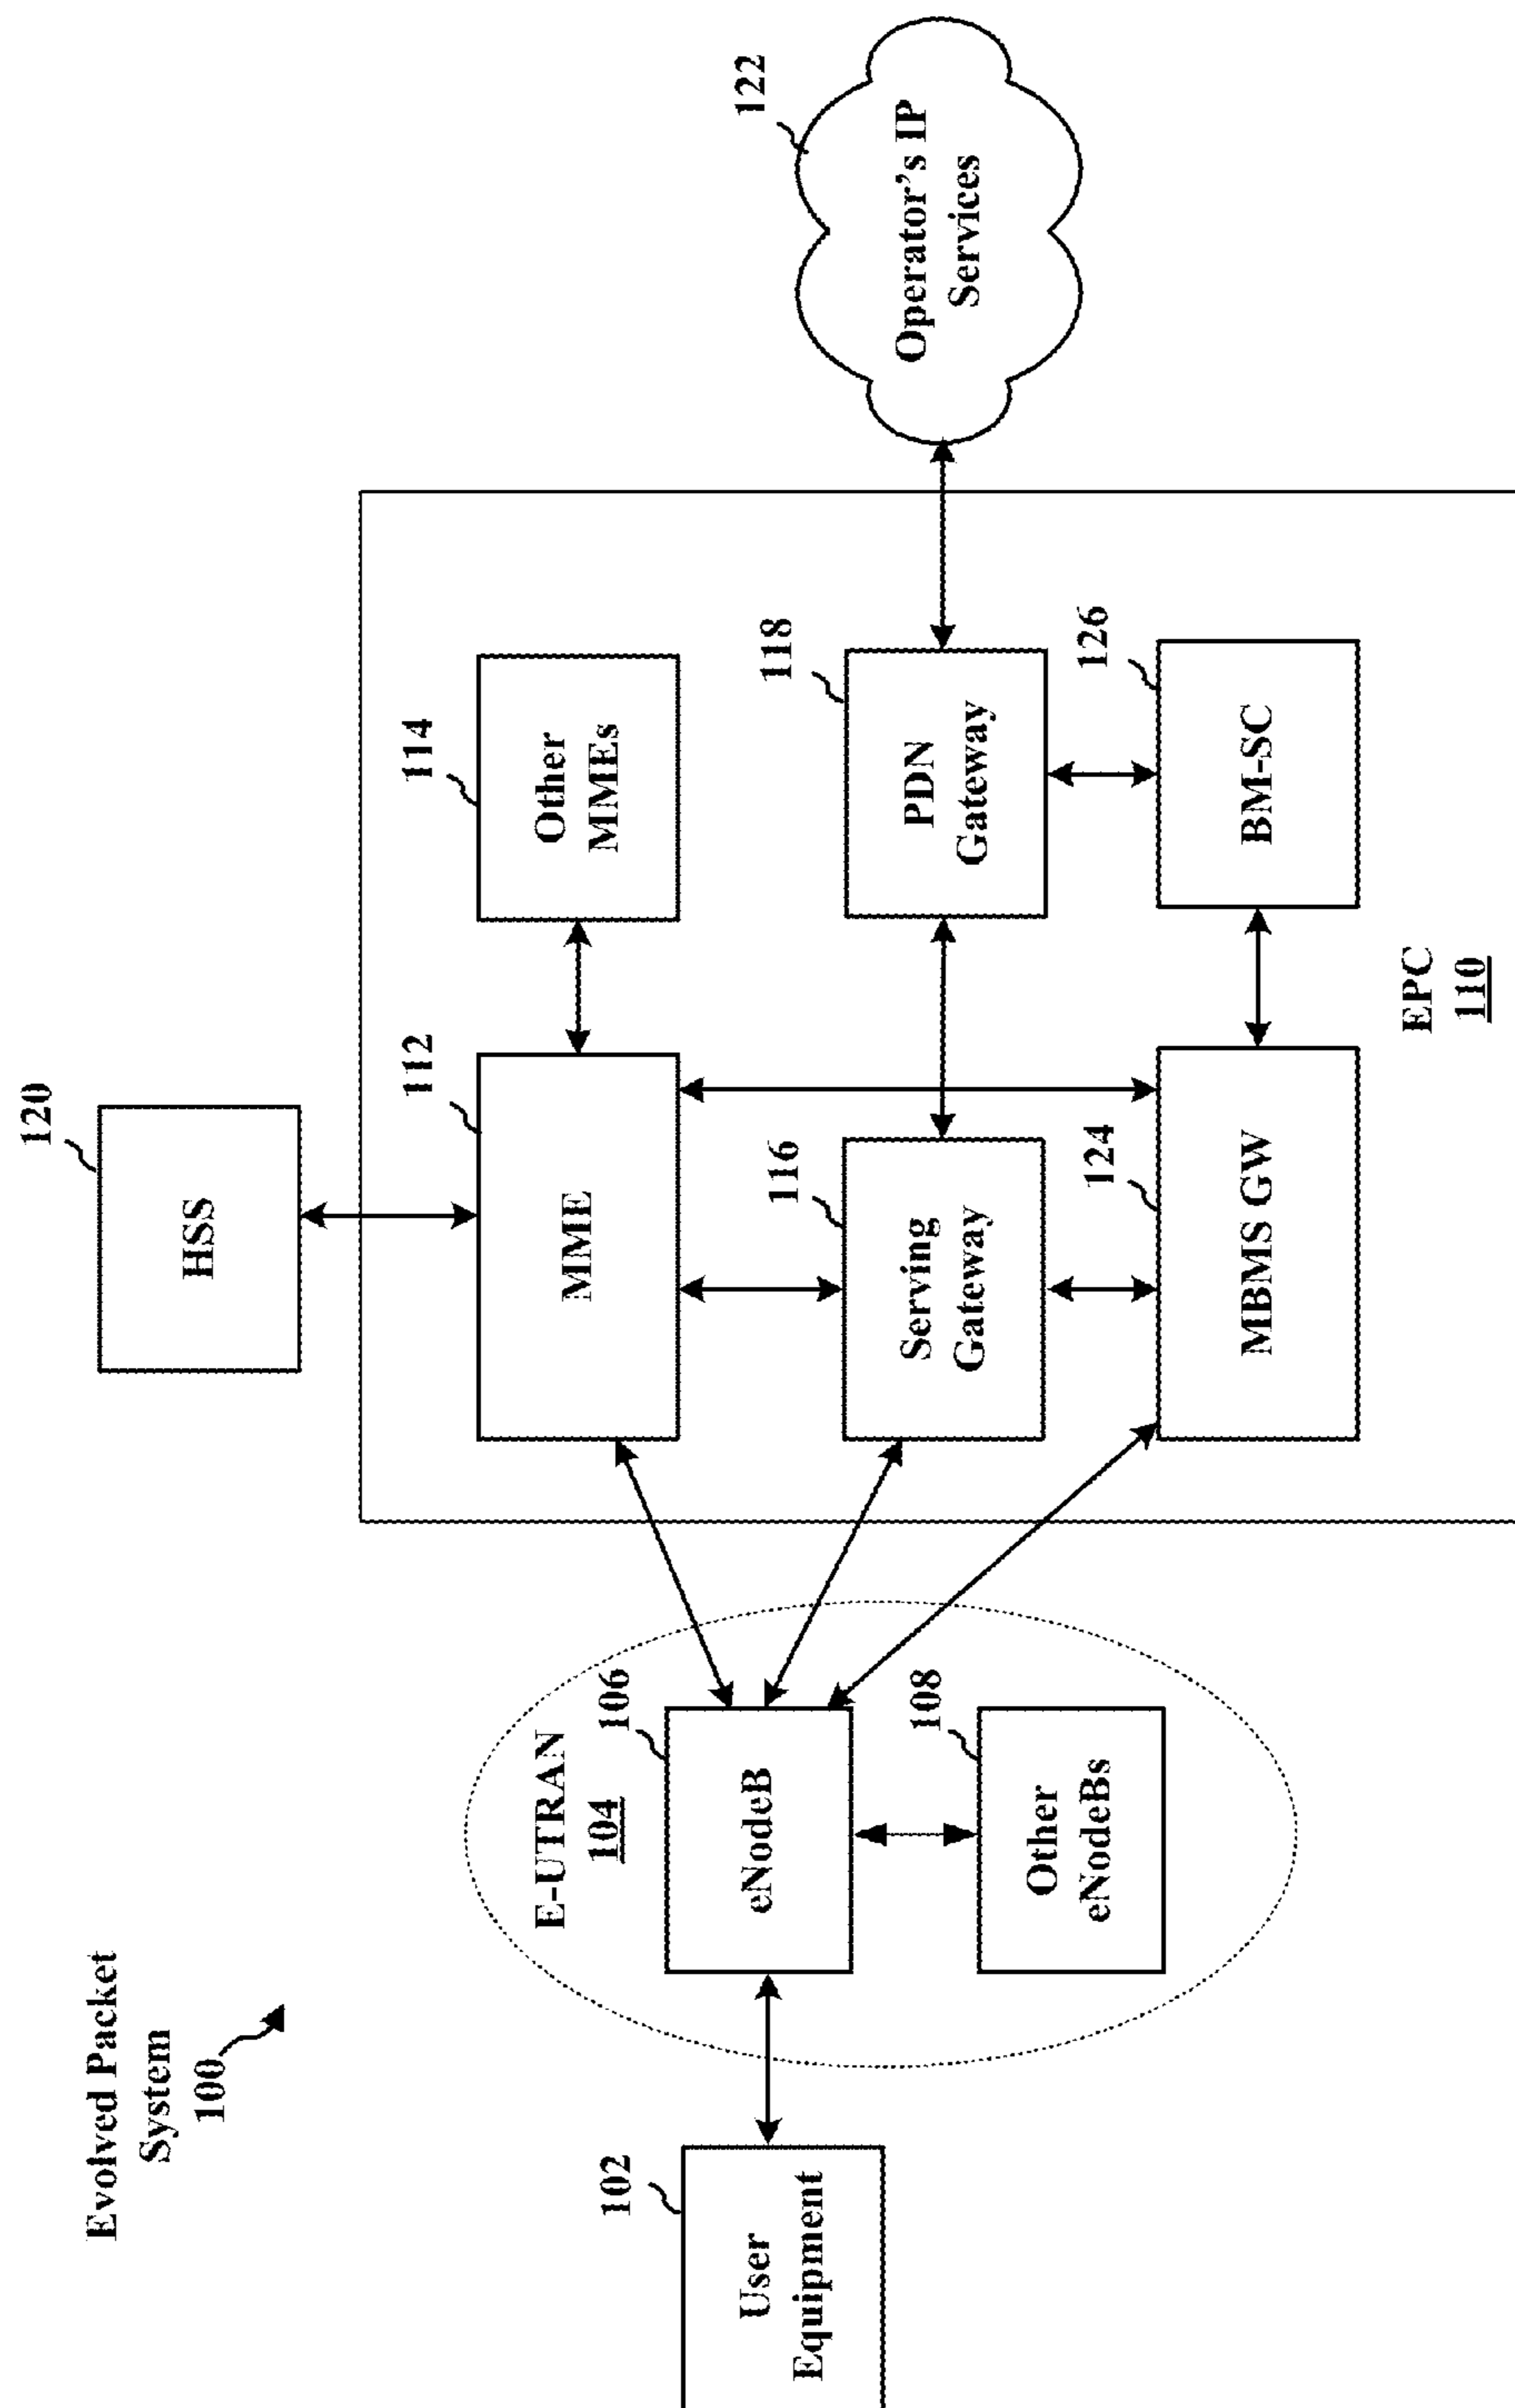 Evolved Packet
System
100
HSS
120
E-UTRAN
104
EPC
110
MME
112
Other
MMEs
114
User
Equipment
102
eNodeB
106
Serving
Gateway
116
PDN
Gateway
118
Operator's IP
Services
122
Other
eNodeBs
108
MBMS GW
124
BM-SC
126